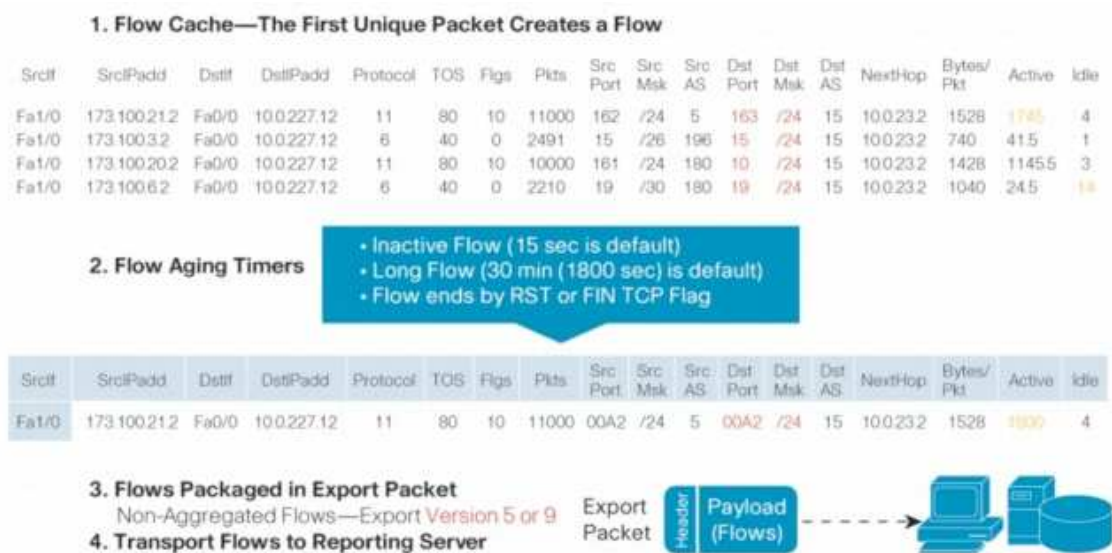 1. Flow Cache—The First Unique Packet Creates a Flow
SrcIf SrcIPadd DstIf DstIPadd Protocol TOS Flgs Pkts Src Port Src Msk Src AS Dst Port Dst Msk Dst AS NextHop Bytes/Pkt Active Idle
Fa1/0 173.100.21.2 Fa0/0 10.0.227.12 11 80 10 11000 162 /24 5 163 /24 15 10.0.23.2 1528 1745 4
Fa1/0 173.100.3.2 Fa0/0 10.0.227.12 6 40 0 2491 15 /26 196 15 /24 15 10.0.23.2 740 41.5 1
Fa1/0 173.100.20.2 Fa0/0 10.0.227.12 11 80 10 10000 161 /24 180 10 /24 15 10.0.23.2 1428 1145.5 3
Fa1/0 173.100.6.2 Fa0/0 10.0.227.12 6 40 0 2210 19 /30 180 19 /24 15 10.0.23.2 1040 24.5 14
2. Flow Aging Timers
• Inactive Flow (15 sec is default)
• Long Flow (30 min (1800 sec) is default)
• Flow ends by RST or FIN TCP Flag
SrcIf SrcIPadd DstIf DstIPadd Protocol TOS Flgs Pkts Src Port Src Msk Src AS Dst Port Dst Msk Dst AS NextHop Bytes/Pkt Active Idle
Fa1/0 173.100.21.2 Fa0/0 10.0.227.12 11 80 10 11000 00A2 /24 5 00A2 /24 15 10.0.23.2 1528 1800 4
3. Flows Packaged in Export Packet
Non-Aggregated Flows—Export Version 5 or 9
4. Transport Flows to Reporting Server
Export Packet
Header
Payload (Flows)